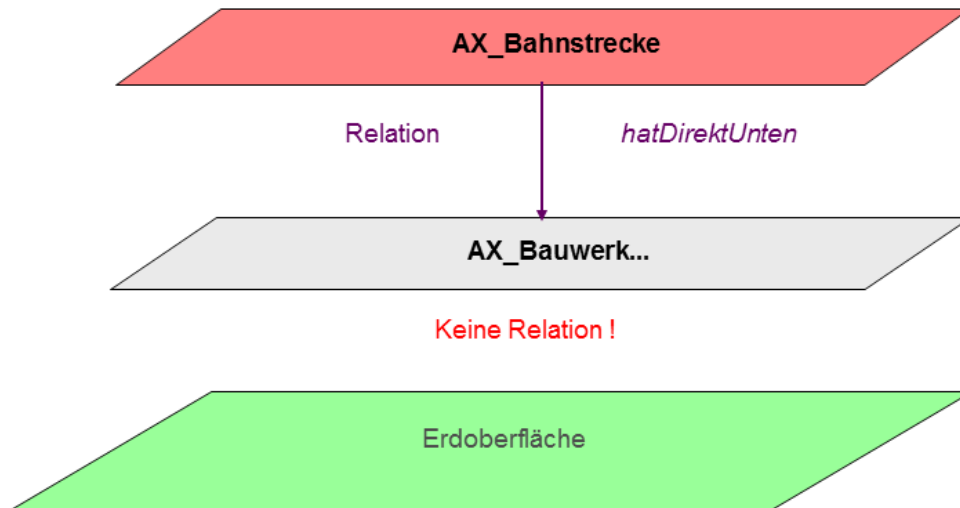 AX_Bahnstrecke
Relation hatDirektUnten
AX_Bauwerk...
Keine Relation !
Erdoberfläche